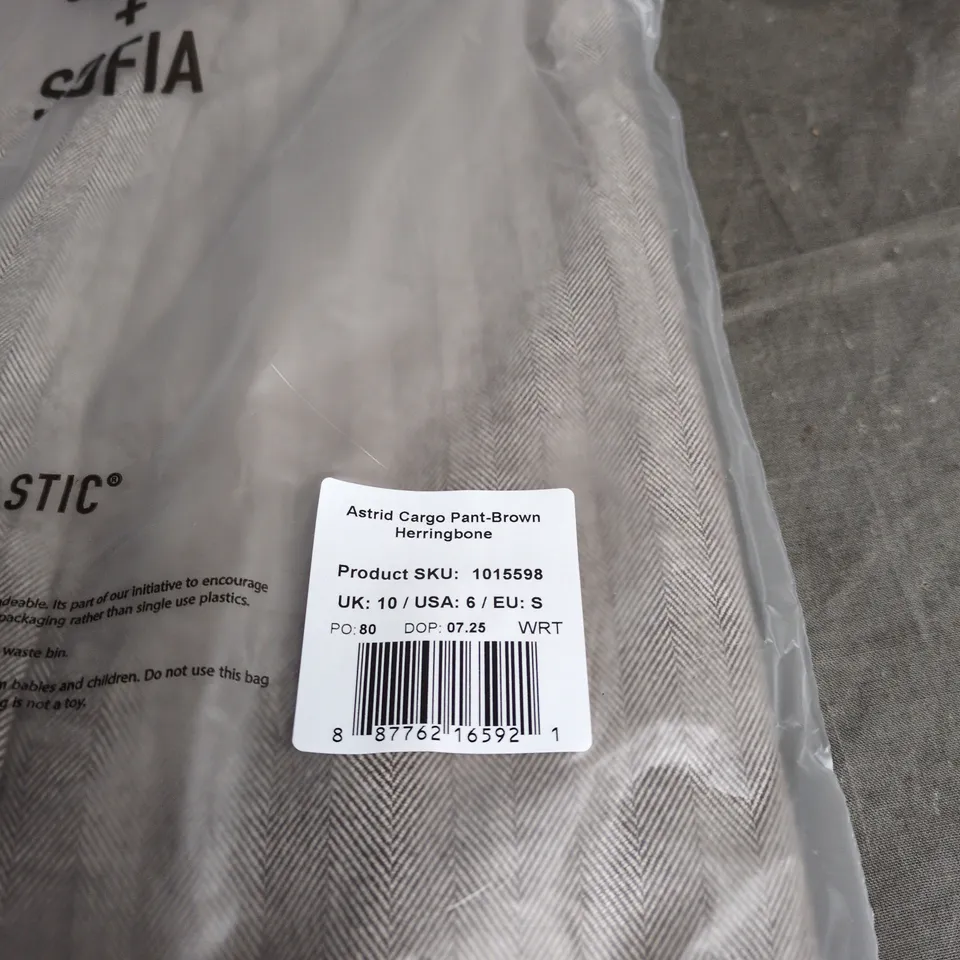 +
SOFIA
ASTIC®
deable. Its part of our initiative to encourage
packaging rather than single use plastics.
waste bin.
babies and children. Do not use this bag
is not a toy.
Astrid Cargo Pant-Brown
Herringbone
Product SKU: 1015598
UK: 10 / USA: 6 / EU: S
PO: 80 DOP: 07.25 WRT
8 87762 16592 1